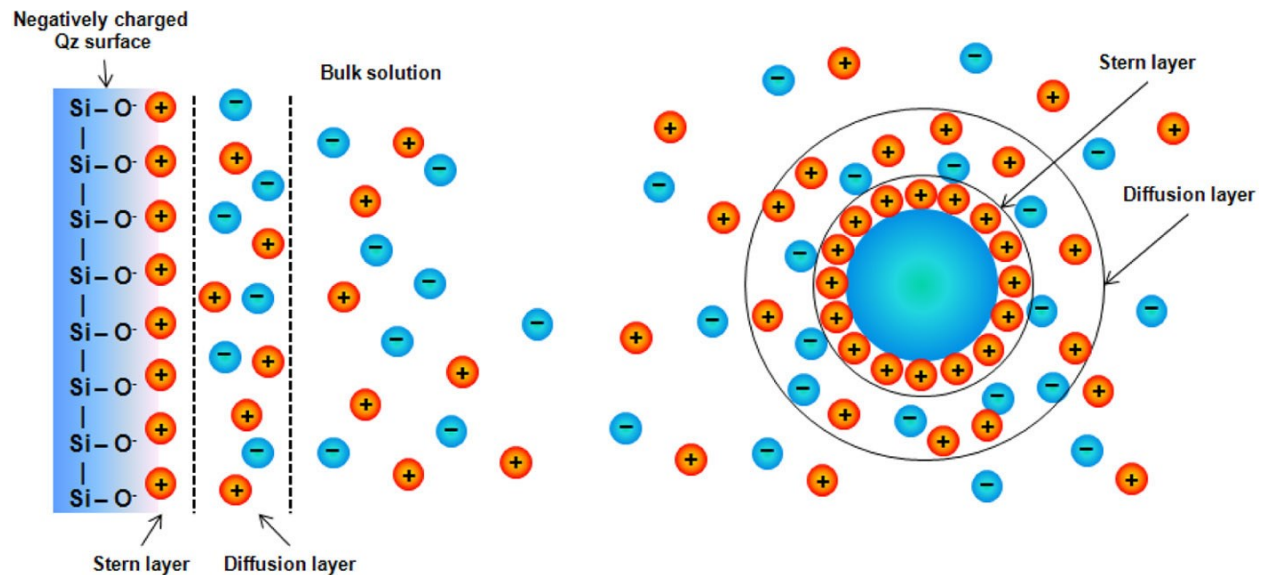 Negatively charged
Qz surface
Bulk solution
Si – O-
Si – O-
Si – O-
Si – O-
Si – O-
Si – O-
Si – O-
Si – O-
Stern layer
Diffusion layer
Stern layer
Diffusion layer